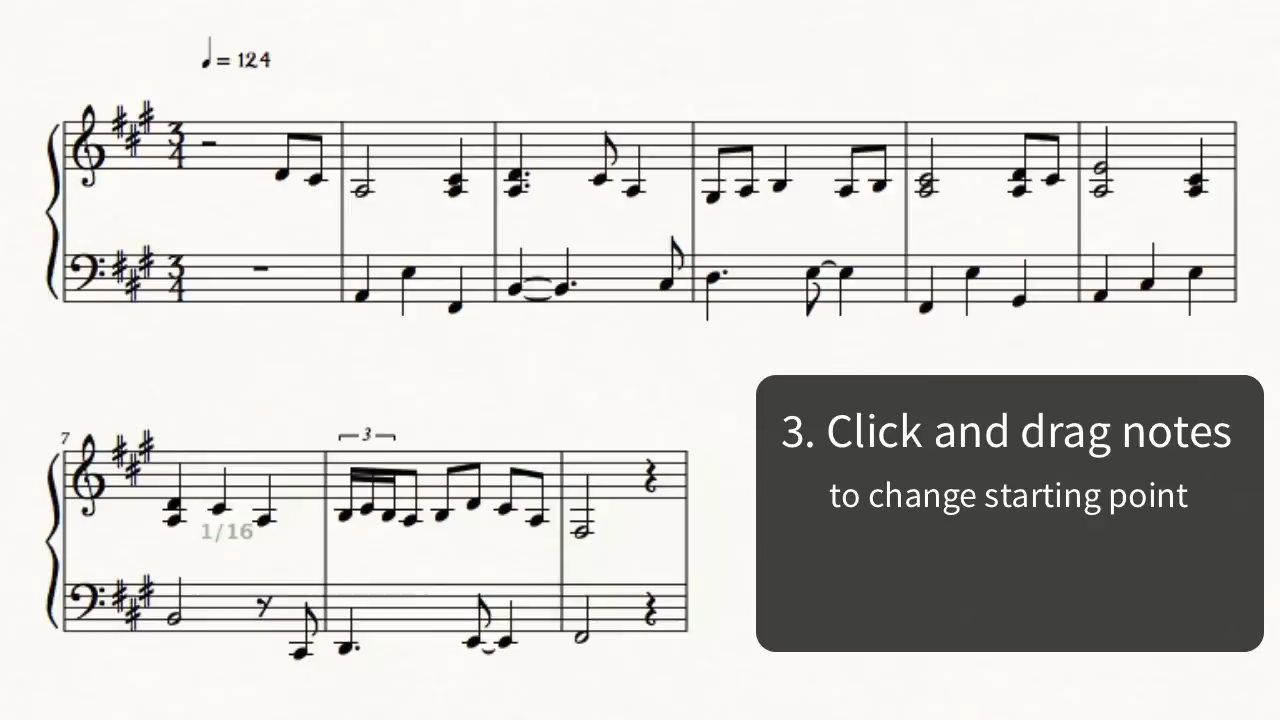 ♩ = 124
3
4
3
4
7
3
1/16
3. Click and drag notes
to change starting point